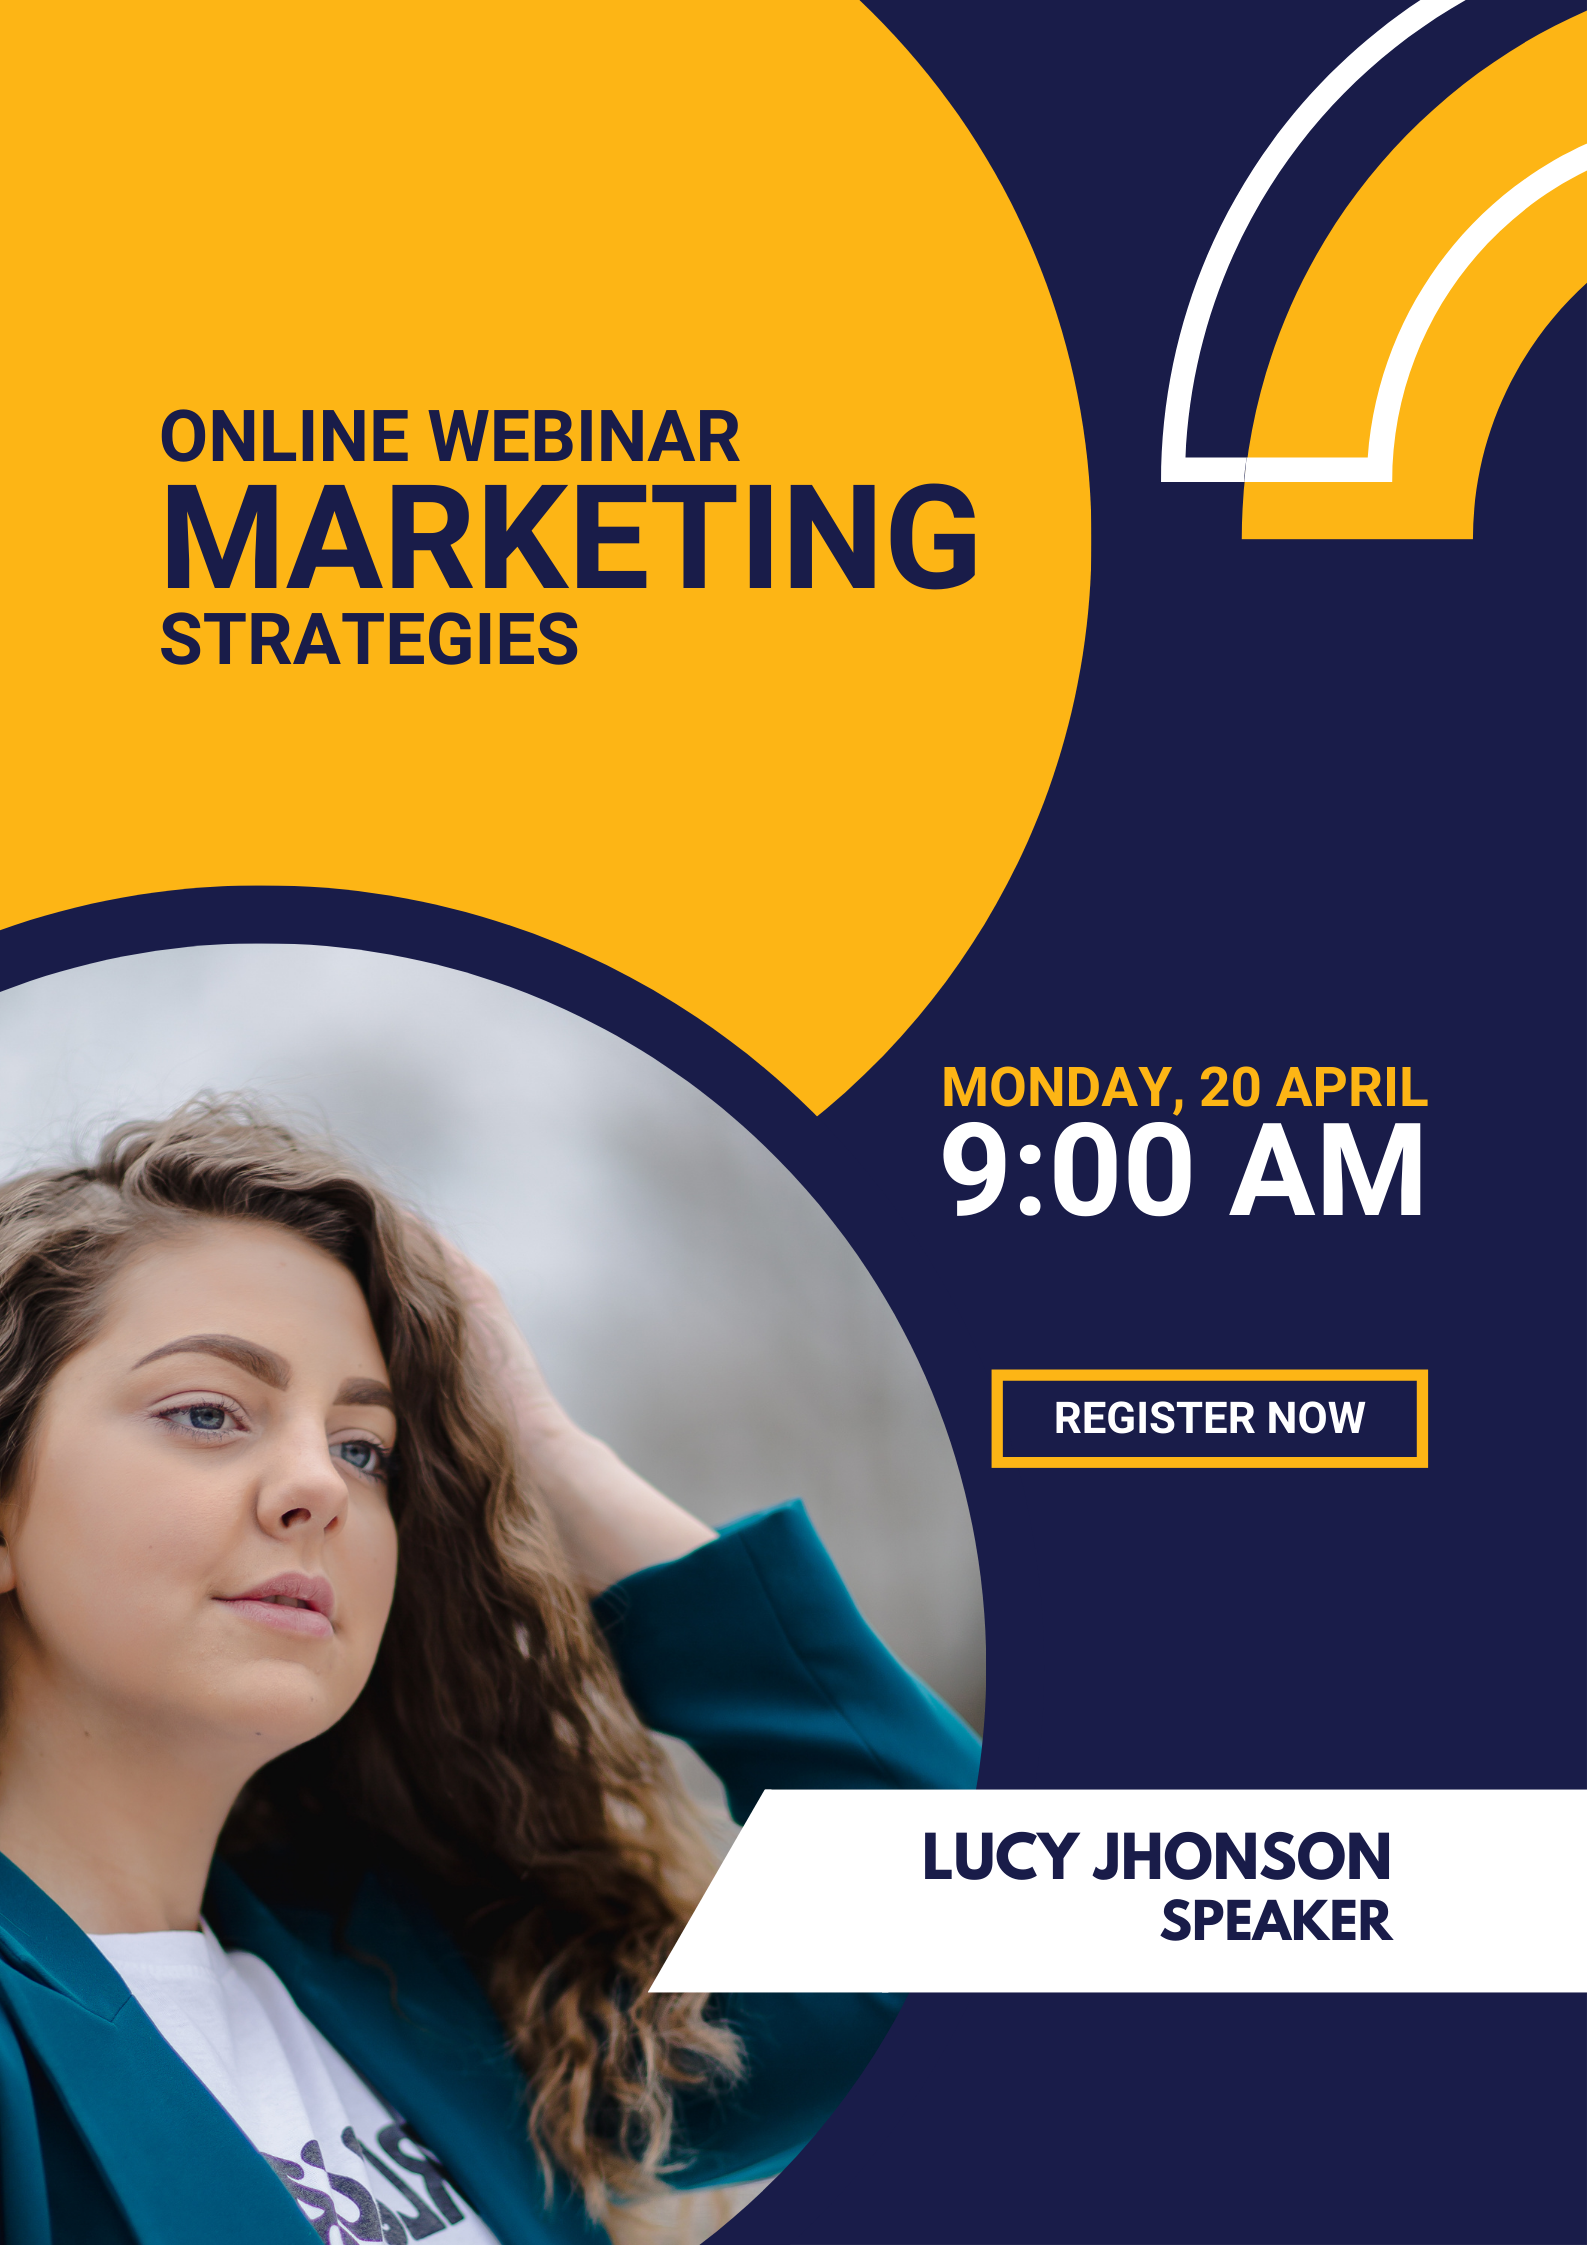 ONLINE WEBINAR
MARKETING
STRATEGIES
MONDAY, 20 APRIL
9:00 AM
REGISTER NOW
LUCY JHONSON
SPEAKER